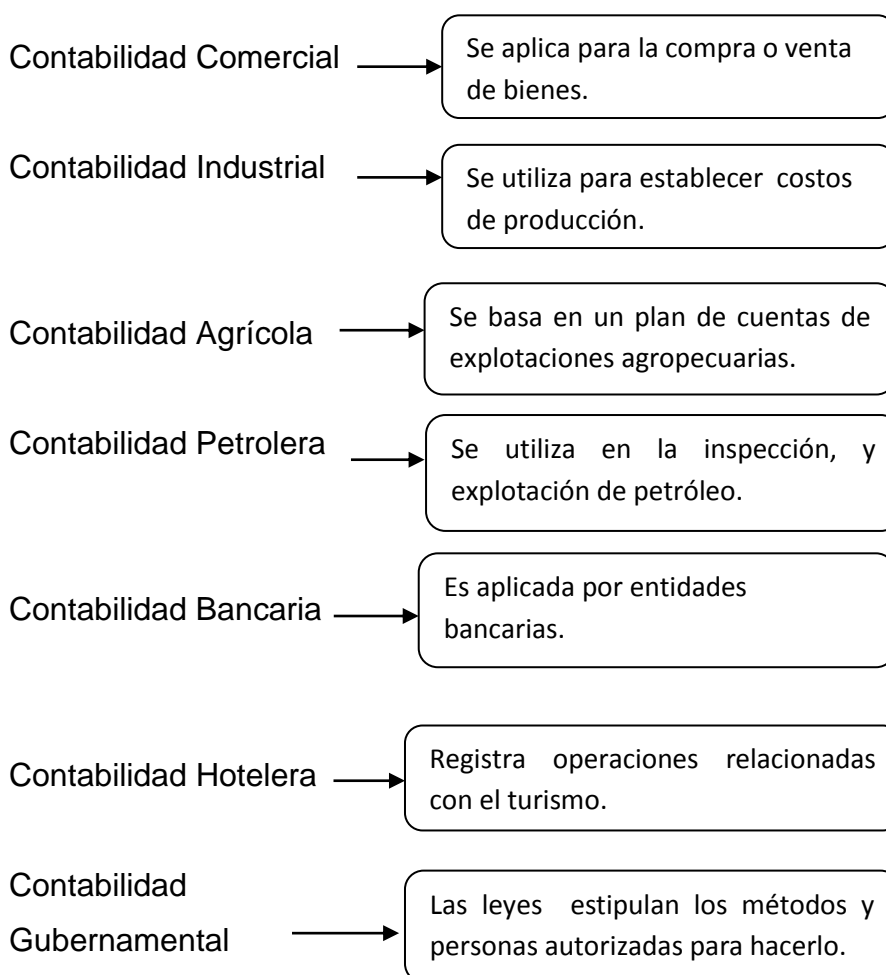 Contabilidad Comercial
Se aplica para la compra o venta
de bienes.
Contabilidad Industrial
Se utiliza para establecer costos
de producción.
Contabilidad Agrícola
Se basa en un plan de cuentas de
explotaciones agropecuarias.
Contabilidad Petrolera
Se utiliza en la inspección, y
explotación de petróleo.
Contabilidad Bancaria
Es aplicada por entidades
bancarias.
Contabilidad Hotelera
Registra operaciones relacionadas
con el turismo.
Contabilidad
Gubernamental
Las leyes estipulan los métodos y
personas autorizadas para hacerlo.